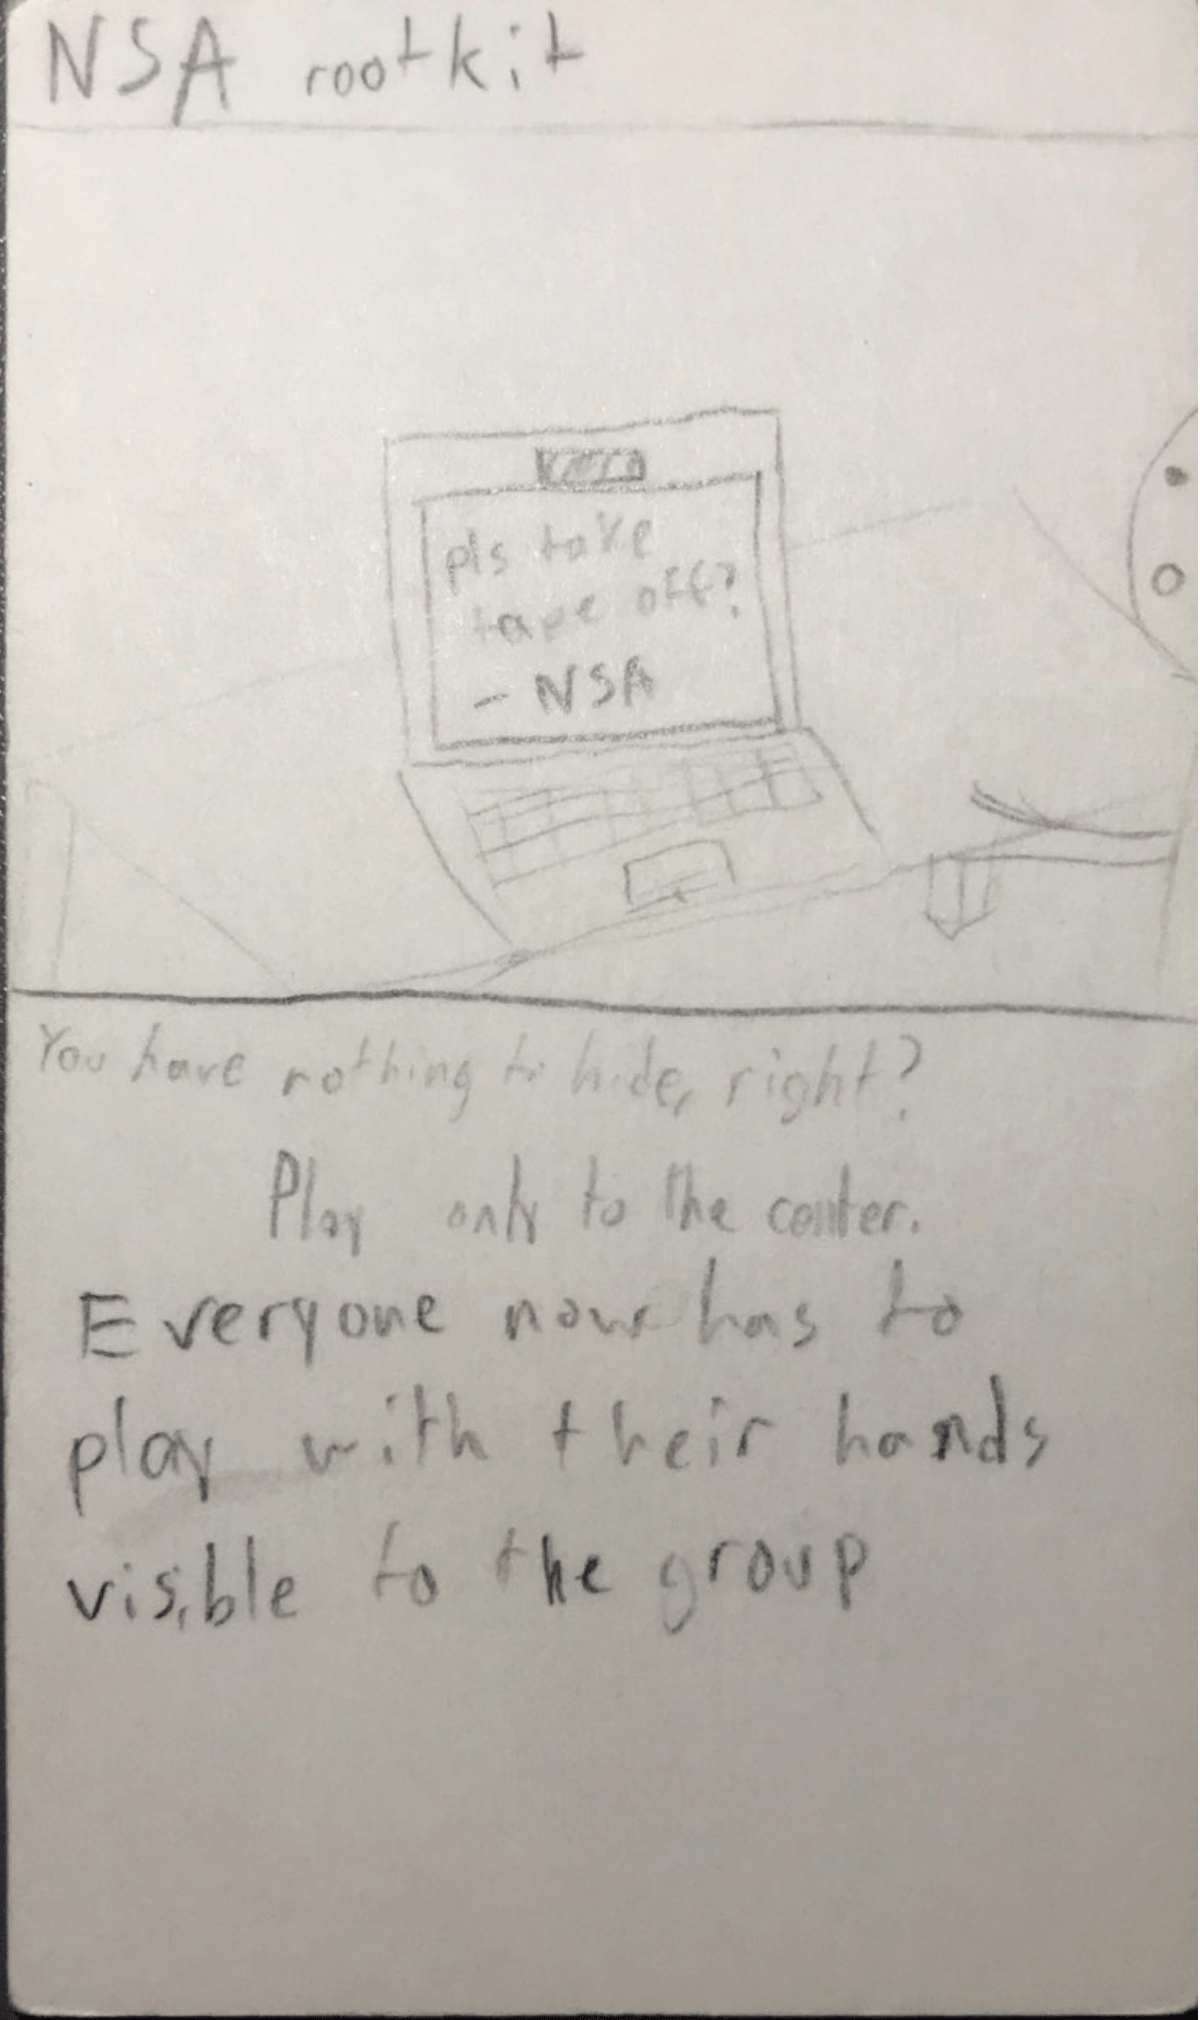 NSA rootkit
pls take
tape off?
- NSA
You have nothing to hide, right?
Play only to the center.
Everyone now has to
play with their hands
visible to the group